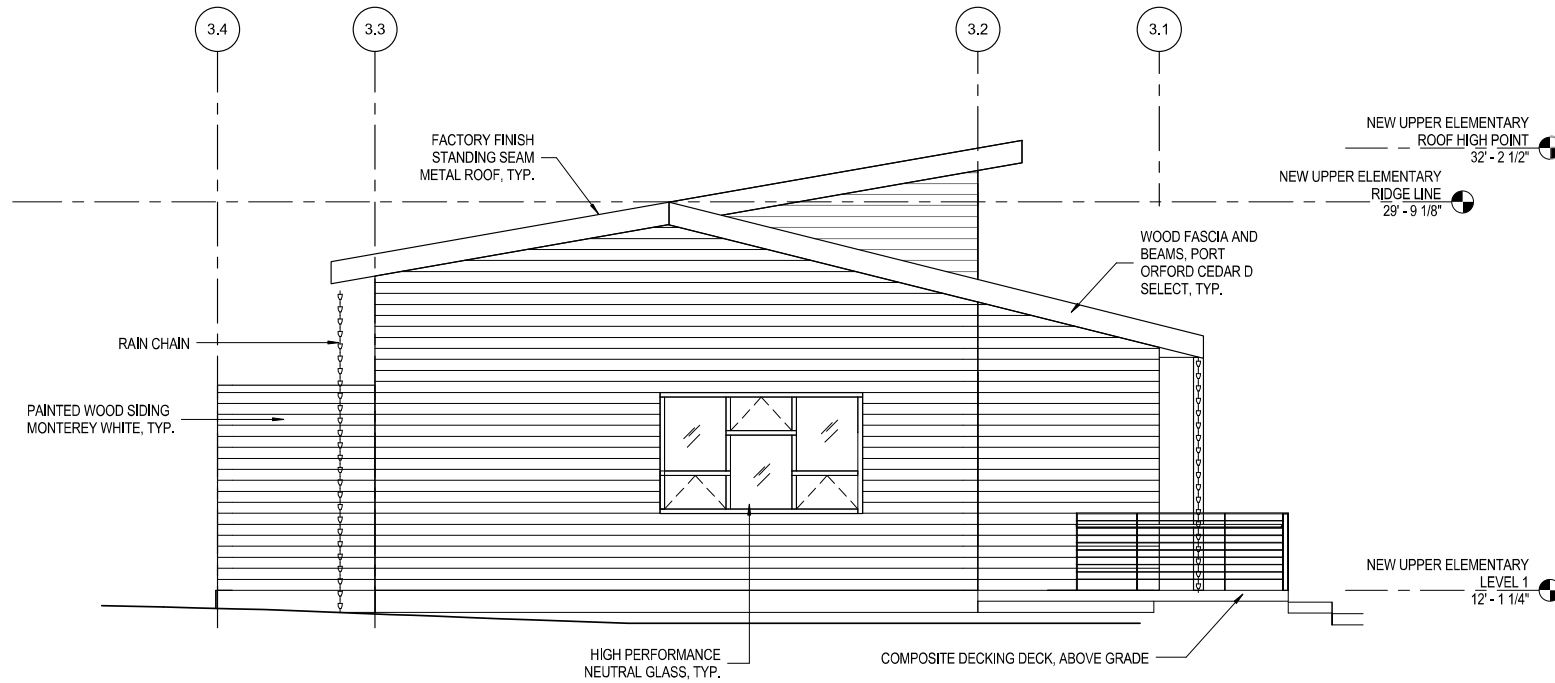 3.4
3.3
3.2
3.1
FACTORY FINISH
STANDING SEAM
METAL ROOF, TYP.
NEW UPPER ELEMENTARY
ROOF HIGH POINT
32' - 2 1/2"
NEW UPPER ELEMENTARY
RIDGE LINE
29' - 9 1/8"
WOOD FASCIA AND
BEAMS, PORT
ORFORD CEDAR D
SELECT, TYP.
RAIN CHAIN
PAINTED WOOD SIDING
MONTEREY WHITE, TYP.
NEW UPPER ELEMENTARY
LEVEL 1
12' - 1 1/4"
HIGH PERFORMANCE
NEUTRAL GLASS, TYP.
COMPOSITE DECKING DECK, ABOVE GRADE